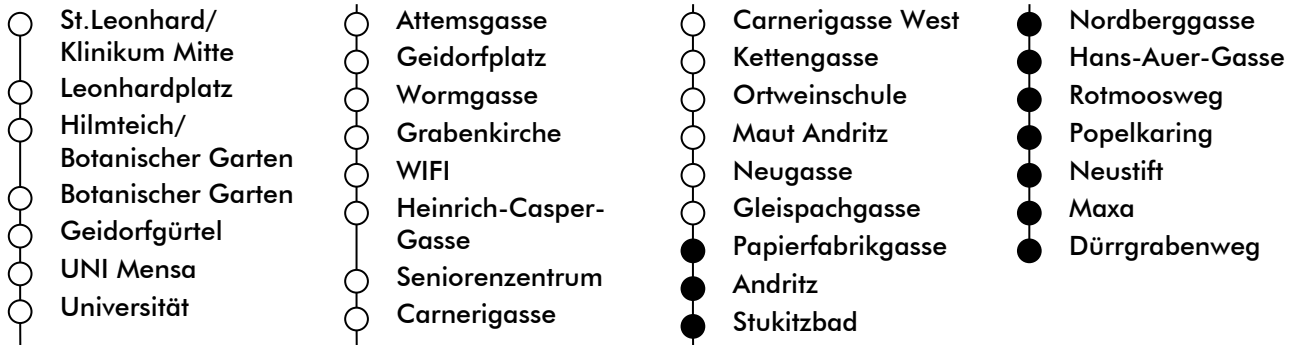 St.Leonhard/
Klinikum Mitte
Leonhardplatz
Hilmteich/
Botanischer Garten
Botanischer Garten
Geidorfgürtel
UNI Mensa
Universität
Attemsgasse
Geidorfplatz
Wormgasse
Grabenkirche
WIFI
Heinrich-Casper-
Gasse
Seniorenzentrum
Carnerigasse
Carnerigasse West
Kettengasse
Ortweinschule
Maut Andritz
Neugasse
Gleispachgasse
Papierfabrikgasse
Andritz
Stukitzbad
Nordberggasse
Hans-Auer-Gasse
Rotmoosweg
Popelkaring
Neustift
Maxa
Dürrgrabenweg